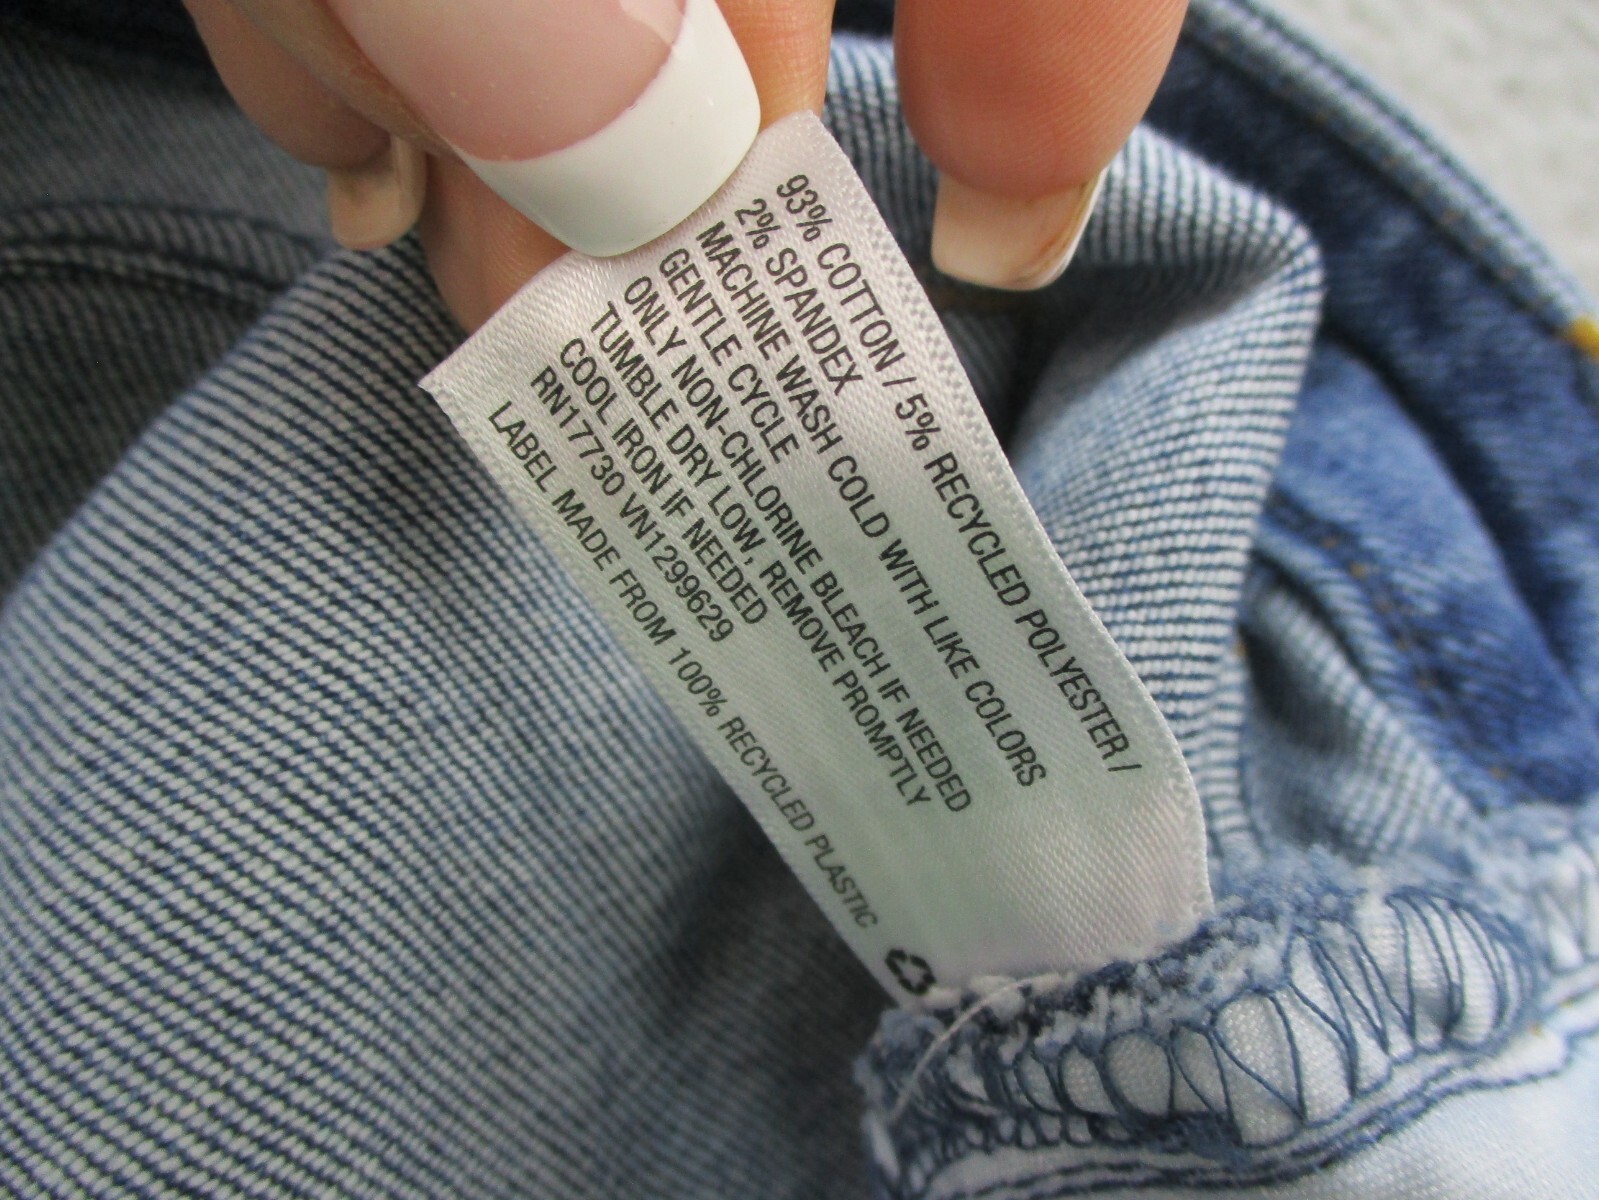 93% COTTON / 5% RECYCLED POLYESTER /
2% SPANDEX
MACHINE WASH COLD WITH LIKE COLORS
GENTLE CYCLE
ONLY NON-CHLORINE BLEACH IF NEEDED
TUMBLE DRY LOW, REMOVE PROMPTLY
COOL IRON IF NEEDED
RN17730 VN1299629
LABEL MADE FROM 100% RECYCLED PLASTIC